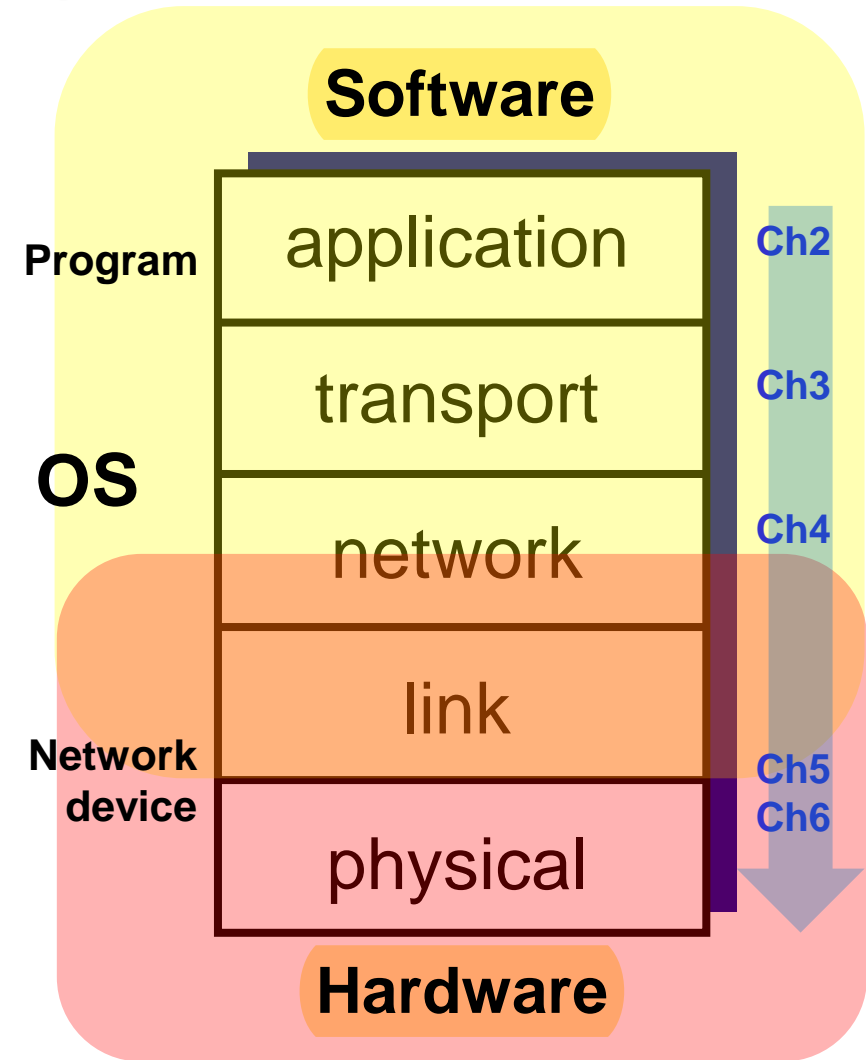 Software
Program
application
Ch2
transport
Ch3
OS
network
Ch4
link
Network
device
Ch5
Ch6
physical
Hardware